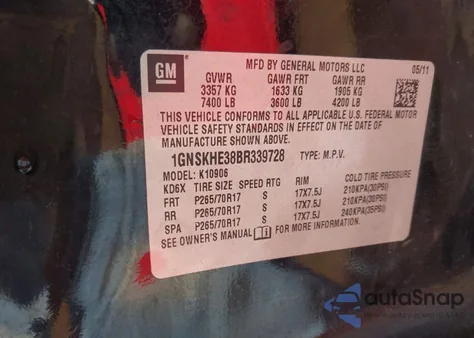 GM
MFD BY GENERAL MOTORS LLC
05/11
GVWR GAWR FRT GAWR RR
3357 KG 1633 KG 1905 KG
7400 LB 3600 LB 4200 LB
THIS VEHICLE CONFORMS TO ALL APPLICABLE U.S. FEDERAL MOTOR
VEHICLE SAFETY STANDARDS IN EFFECT ON THE DATE OF
MANUFACTURE SHOWN ABOVE.
1GNSKHE38BR339728 TYPE: M.P.V.
MODEL: K10906
KD6X TIRE SIZE SPEED RTG RIM COLD TIRE PRESSURE
FRT P265/70R17 S 17X7.5J 210KPA(30PSI)
RR P265/70R17 S 17X7.5J 210KPA(30PSI)
SPA P265/70R17 S 17X7.5J 240KPA(35PSI)
SEE OWNER'S MANUAL FOR MORE INFORMATION.
autaSnap